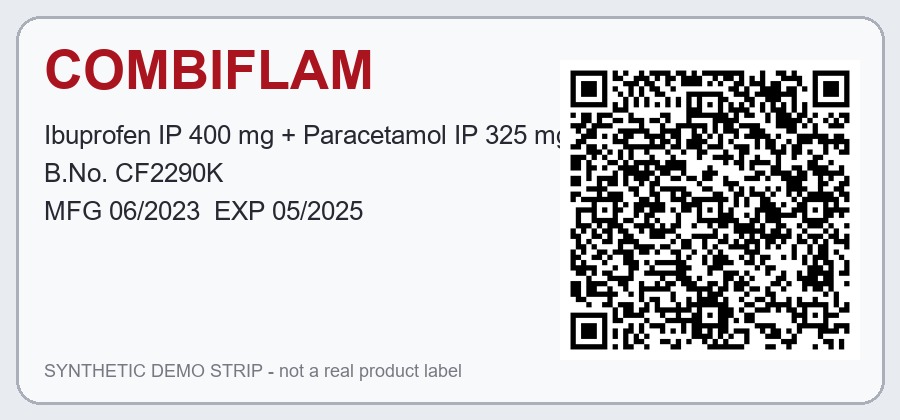 COMBIFLAM
Ibuprofen IP 400 mg + Paracetamol IP 325 mg
B.No. CF2290K
MFG 06/2023  EXP 05/2025
SYNTHETIC DEMO STRIP - not a real product label